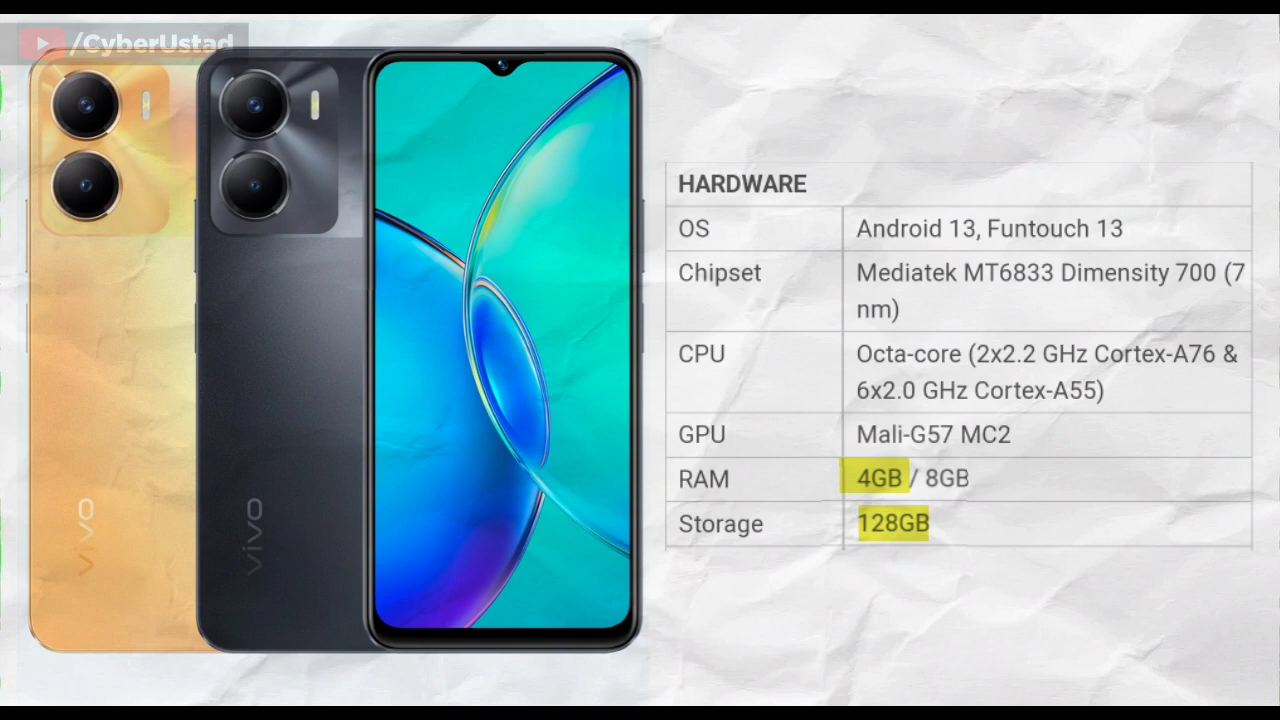 /CyberUstad
HARDWARE
OS Android 13, Funtouch 13
Chipset Mediatek MT6833 Dimensity 700 (7
nm)
CPU Octa-core (2x2.2 GHz Cortex-A76 &
6x2.0 GHz Cortex-A55)
GPU Mali-G57 MC2
RAM 4GB / 8GB
Storage 128GB
vivo
vivo